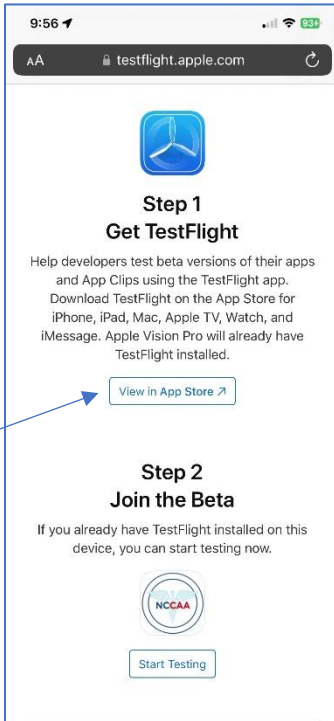 9:56
93
AA
testflight.apple.com
Step 1
Get TestFlight
Help developers test beta versions of their apps
and App Clips using the TestFlight app.
Download TestFlight on the App Store for
iPhone, iPad, Mac, Apple TV, Watch, and
iMessage. Apple Vision Pro will already have
TestFlight installed.
View in App Store ↗
Step 2
Join the Beta
If you already have TestFlight installed on this
device, you can start testing now.
NCCAA
Start Testing